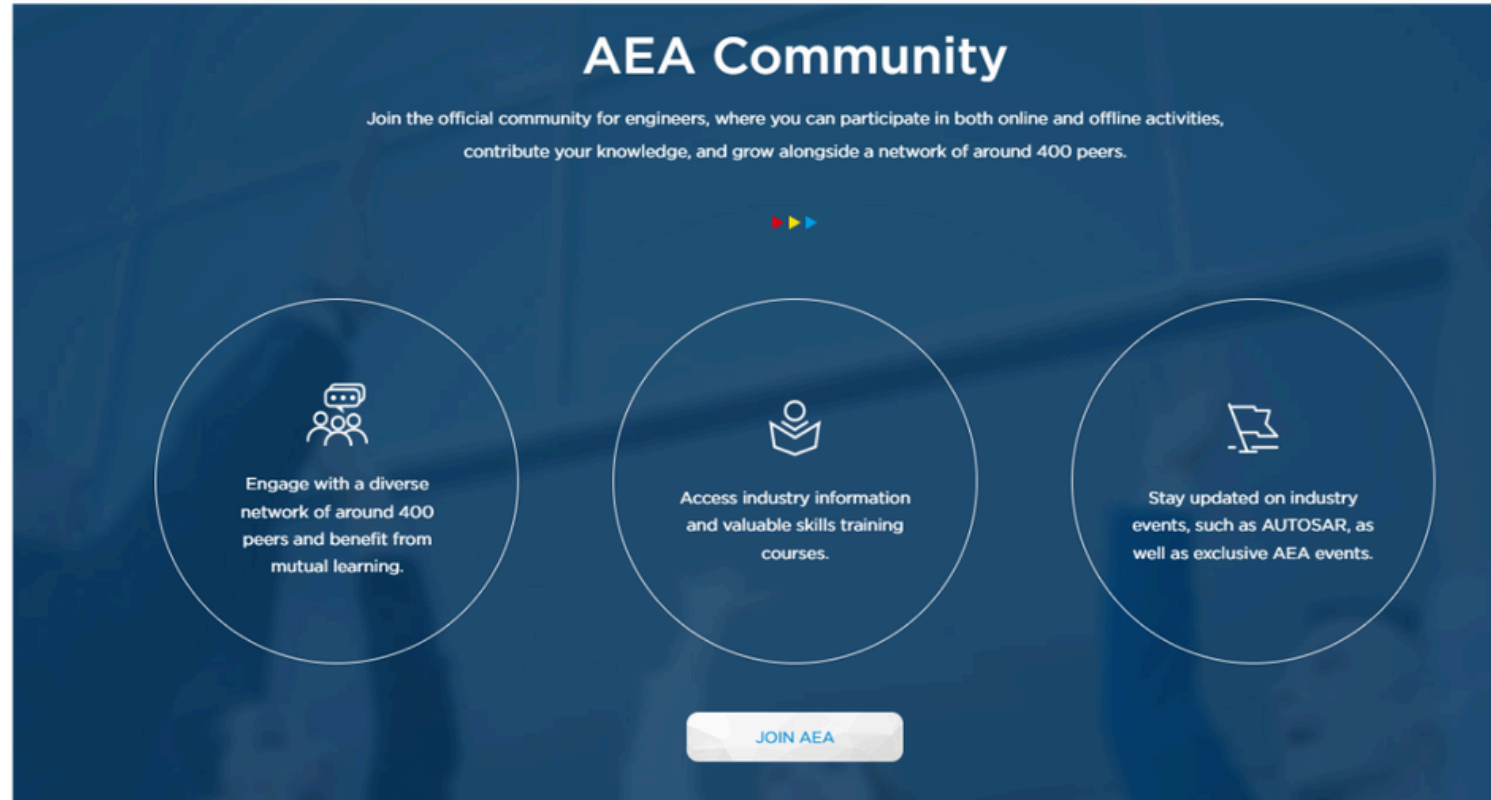 AEA Community
Join the official community for engineers, where you can participate in both online and offline activities,
contribute your knowledge, and grow alongside a network of around 400 peers.
Engage with a diverse
network of around 400
peers and benefit from
mutual learning.
Access industry information
and valuable skills training
courses.
Stay updated on industry
events, such as AUTOSAR, as
well as exclusive AEA events.
JOIN AEA